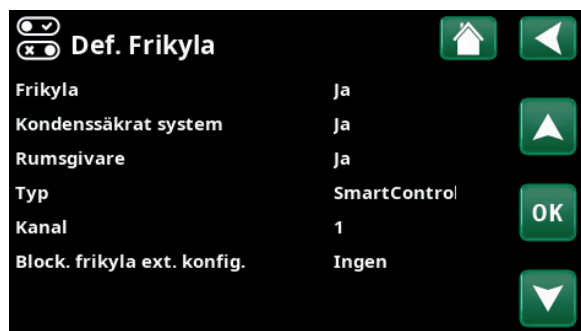 Def. Frikyla
Frikyla Ja
Kondenssäkrat system Ja
Rumsgivare Ja
Typ SmartControl
Kanal 1
OK
Block. frikyla ext. konfig. Ingen